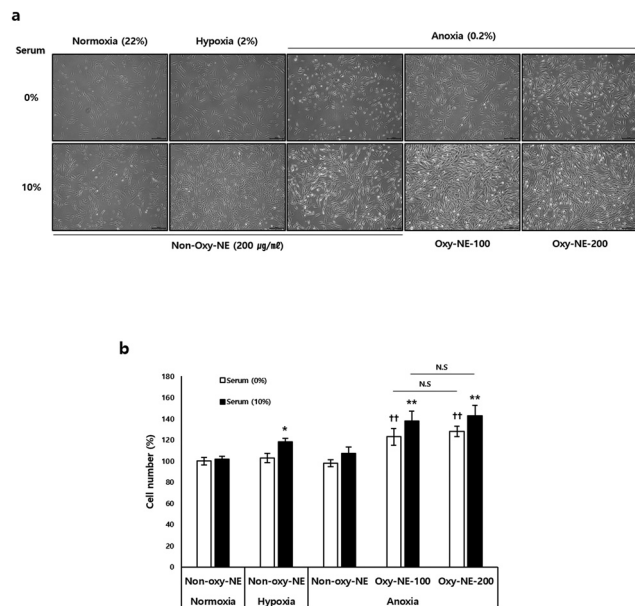 a
Serum
Normoxia (22%)
Hypoxia (2%)
Anoxia (0.2%)
0%
10%
Non-Oxy-NE (200 ㎍/㎖)
Oxy-NE-100
Oxy-NE-200
b
Cell number (%)
180
160
140
120
100
80
60
40
20
0
Serum (0%)
Serum (10%)
N.S
N.S
*
††
**
††
**
Non-oxy-NE
Non-oxy-NE
Non-oxy-NE
Oxy-NE-100
Oxy-NE-200
Normoxia
Hypoxia
Anoxia